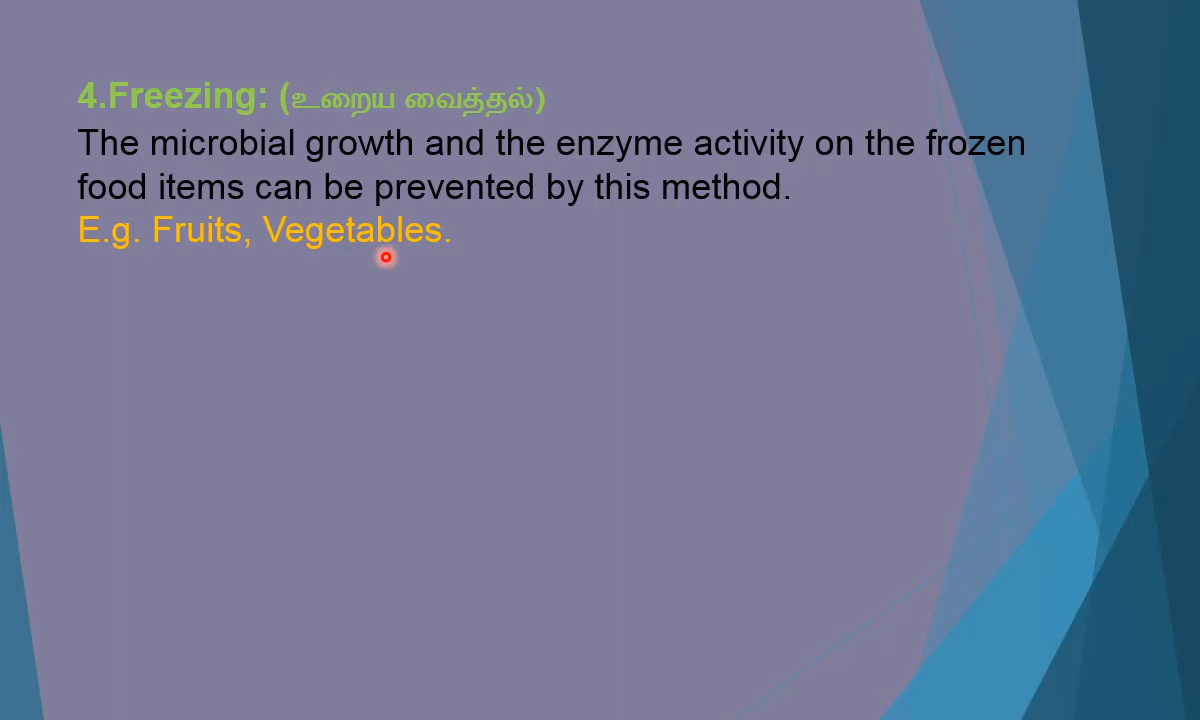 4.Freezing: (உறைய வைத்தல்)
The microbial growth and the enzyme activity on the frozen
food items can be prevented by this method.
E.g. Fruits, Vegetables.